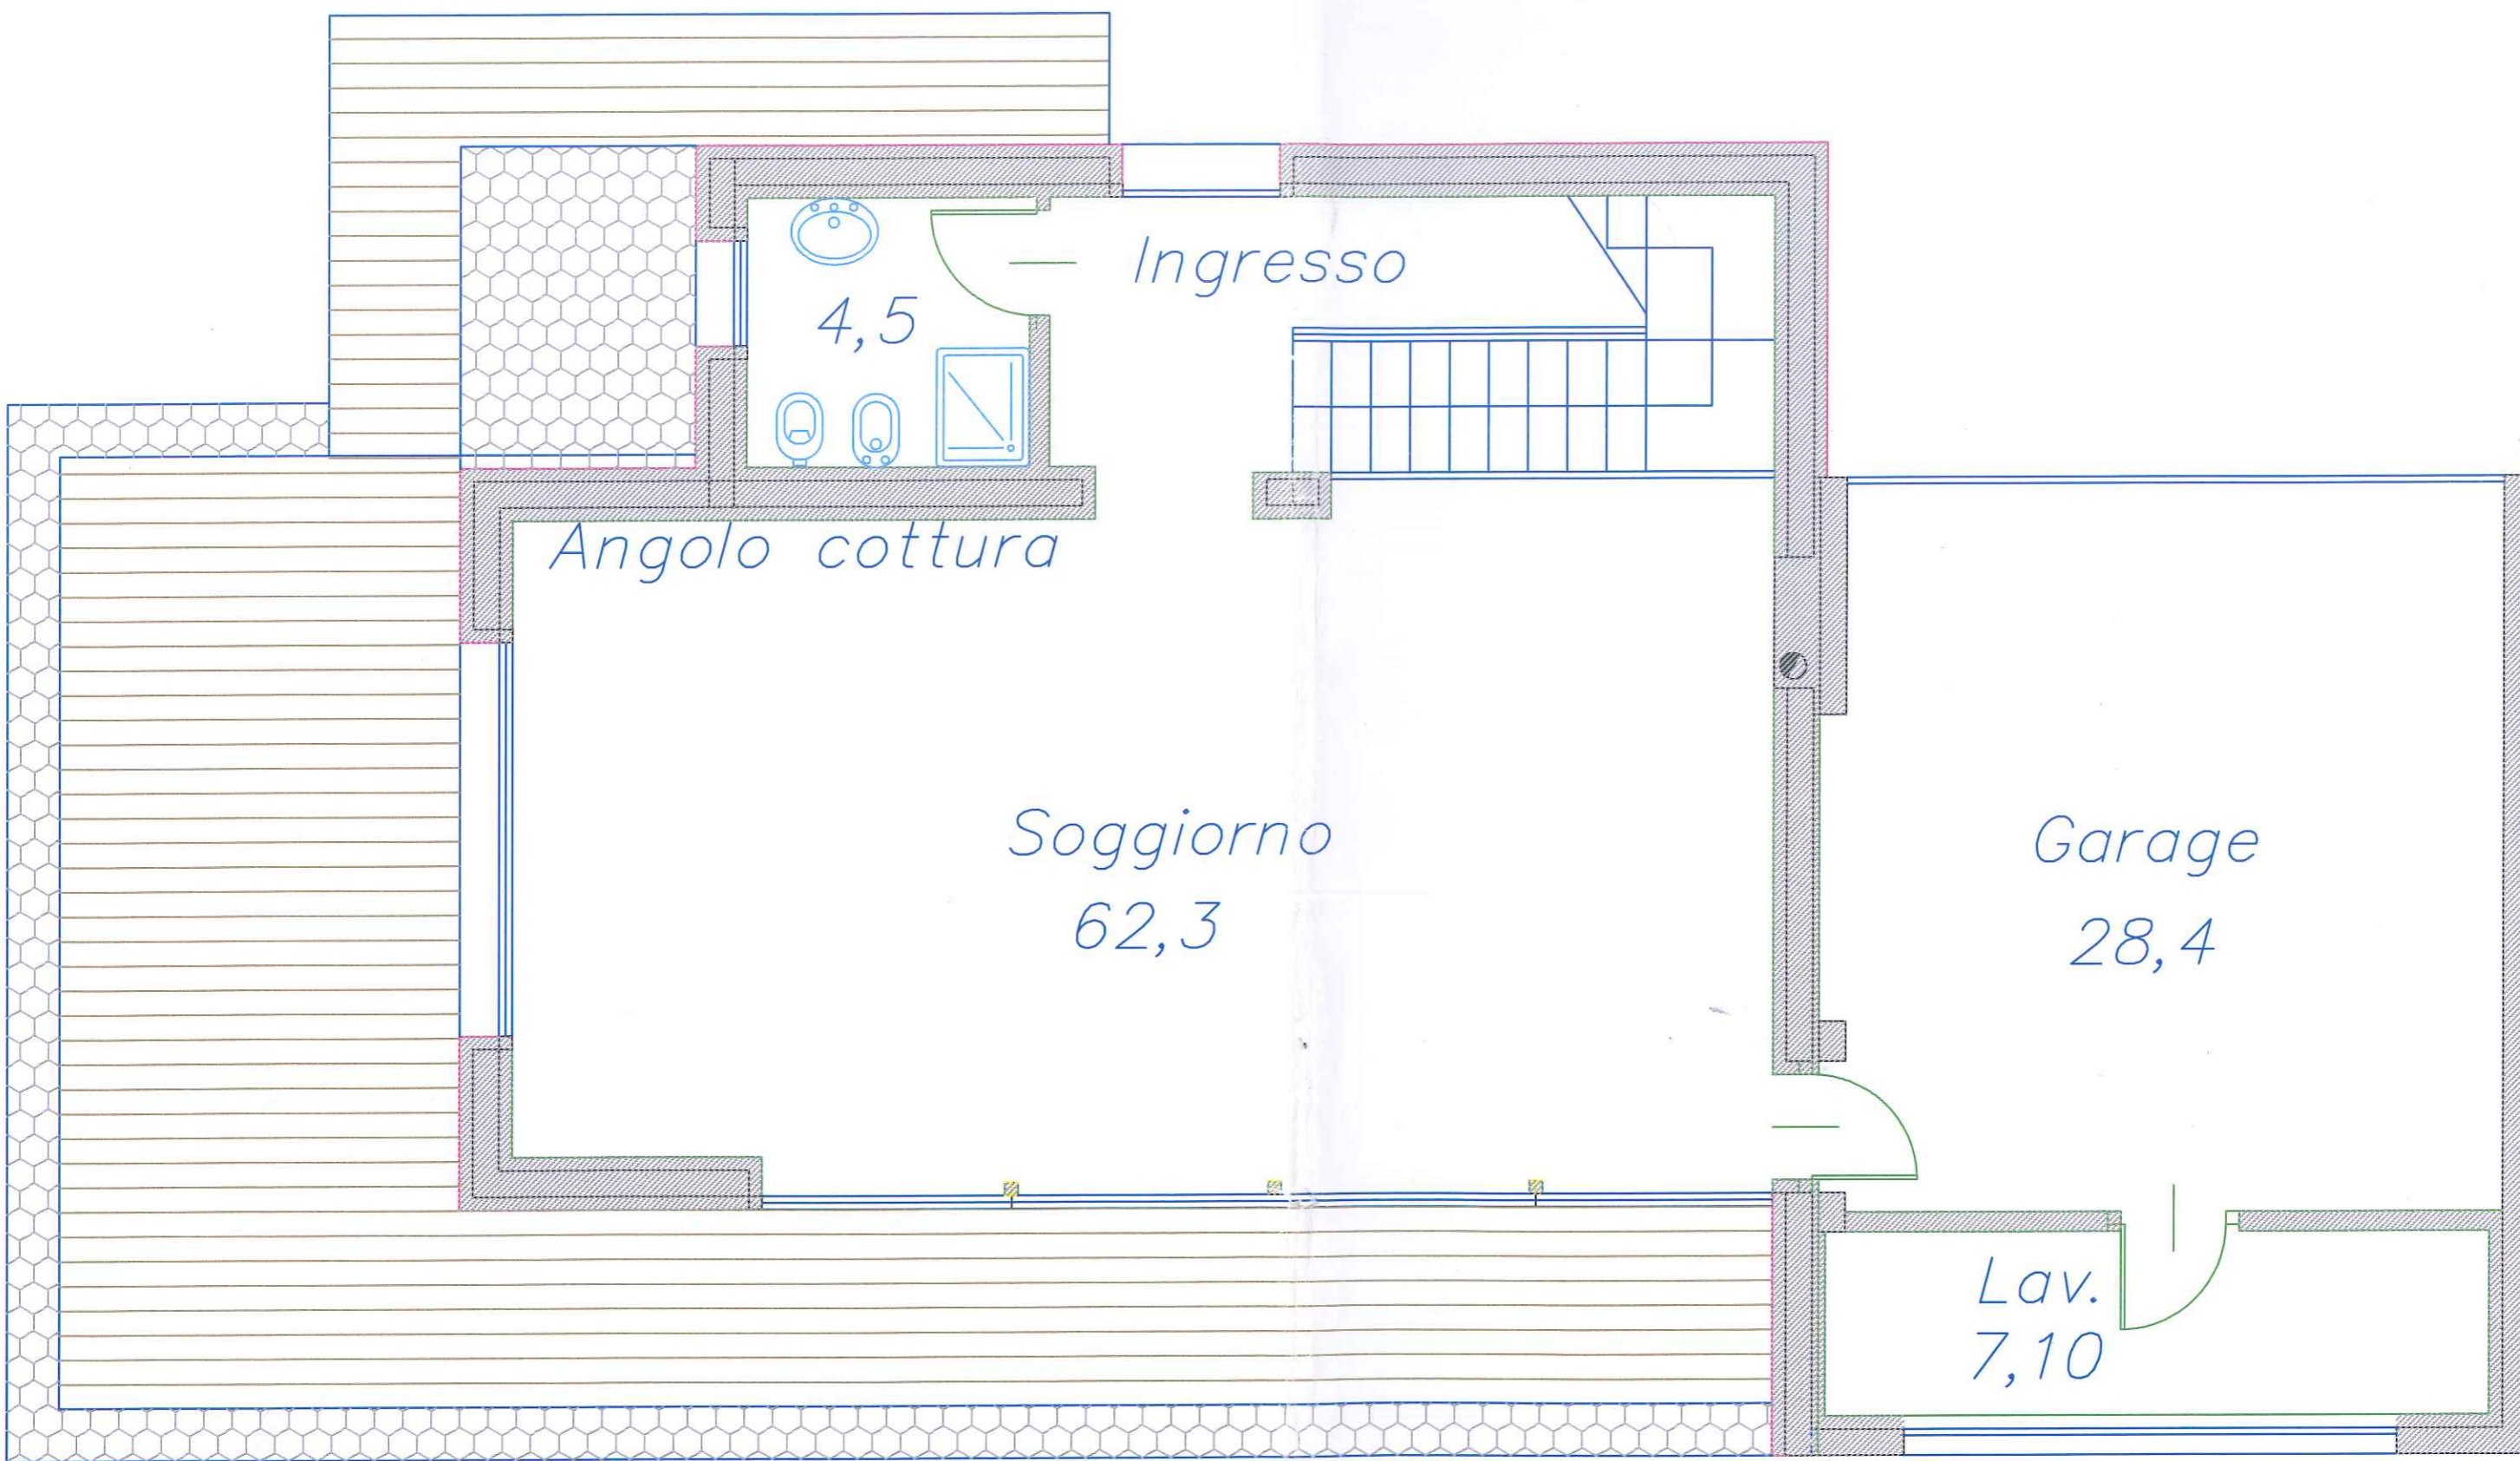 Ingresso
4,5
Angolo cottura
Soggiorno
62,3
Garage
28,4
Lav.
7,10